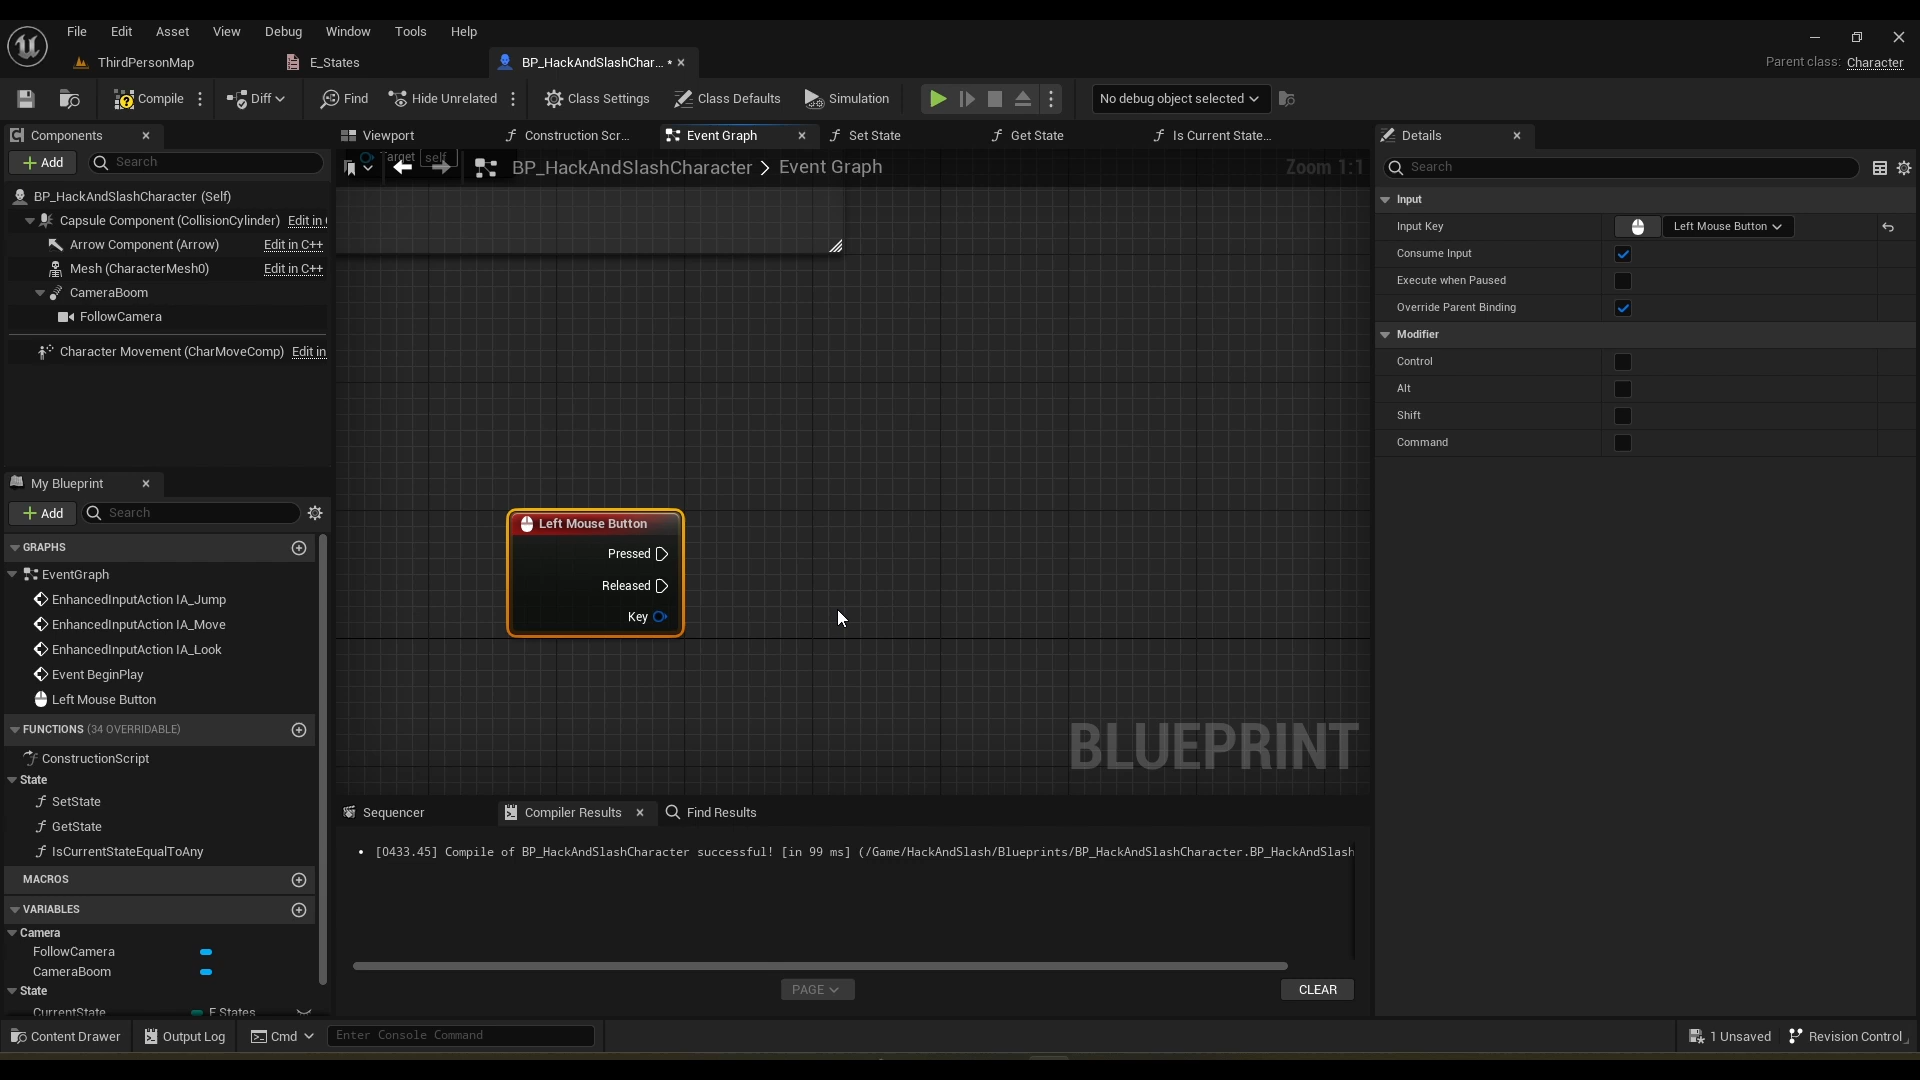 File Edit Asset View Debug Window Tools Help
ThirdPersonMap E_States BP_HackAndSlashChar... • Parent class: Character
Compile Diff Find Hide Unrelated Class Settings Class Defaults Simulation No debug object selected
Components Viewport Construction Scr... Event Graph Set State Get State Is Current State... Details
Add Search Target self BP_HackAndSlashCharacter > Event Graph Zoom 1:1 Search
BP_HackAndSlashCharacter (Self)
Capsule Component (CollisionCylinder) Edit in
Arrow Component (Arrow) Edit in C++
Mesh (CharacterMesh0) Edit in C++
CameraBoom
FollowCamera
Character Movement (CharMoveComp) Edit in
Input
Input Key Left Mouse Button
Consume Input
Execute when Paused
Override Parent Binding
Modifier
Control
Alt
Shift
Command
My Blueprint
Add Search
GRAPHS
EventGraph
EnhancedInputAction IA_Jump
EnhancedInputAction IA_Move
EnhancedInputAction IA_Look
Event BeginPlay
Left Mouse Button
FUNCTIONS (34 OVERRIDABLE)
ConstructionScript
State
SetState
GetState
IsCurrentStateEqualToAny
MACROS
VARIABLES
Camera
FollowCamera
CameraBoom
State
CurrentState E States
Left Mouse Button
Pressed
Released
Key
BLUEPRINT
Sequencer Compiler Results Find Results
• [0433.45] Compile of BP_HackAndSlashCharacter successful! [in 99 ms] (/Game/HackAndSlash/Blueprints/BP_HackAndSlashCharacter.BP_HackAndSlash
PAGE CLEAR
Content Drawer Output Log Cmd Enter Console Command 1 Unsaved Revision Control